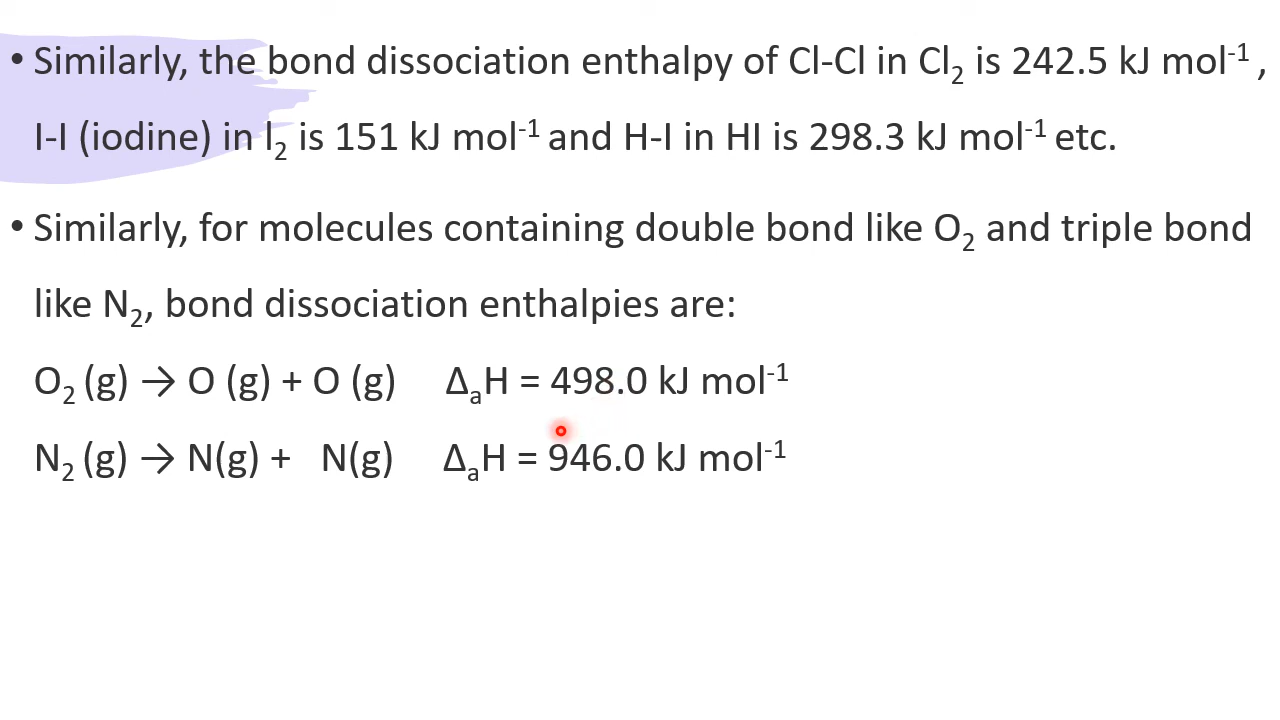 • Similarly, the bond dissociation enthalpy of Cl-Cl in Cl₂ is 242.5 kJ mol⁻¹ ,
I-I (iodine) in l₂ is 151 kJ mol⁻¹ and H-I in HI is 298.3 kJ mol⁻¹ etc.
• Similarly, for molecules containing double bond like O₂ and triple bond
like N₂, bond dissociation enthalpies are:
O₂ (g) → O (g) + O (g) ΔₐH = 498.0 kJ mol⁻¹
N₂ (g) → N(g) + N(g) ΔₐH = 946.0 kJ mol⁻¹